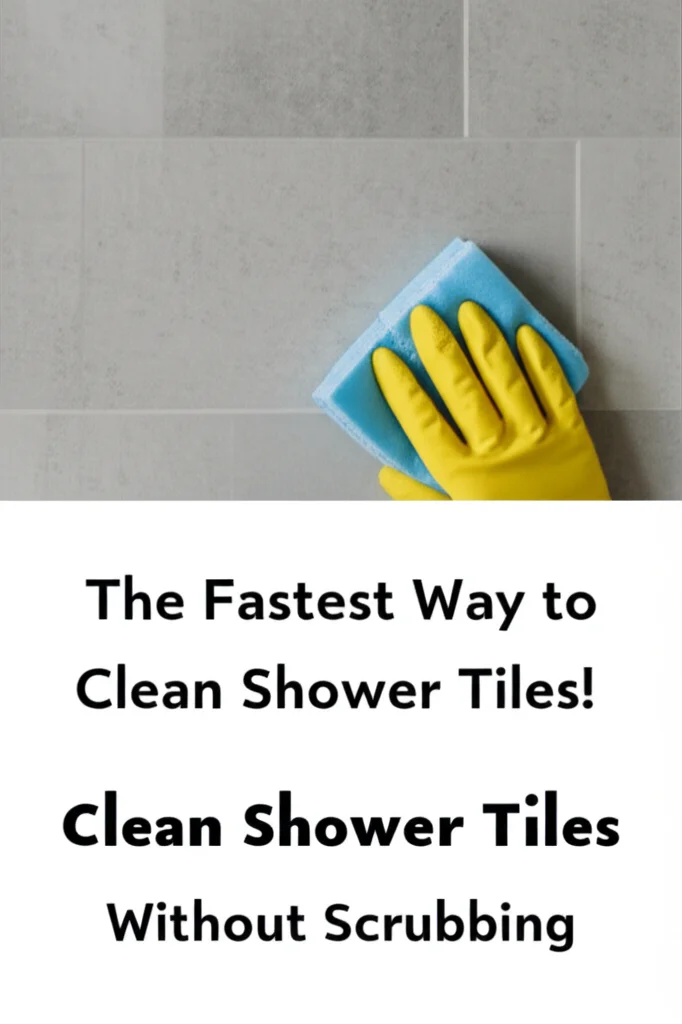 The Fastest Way to
Clean Shower Tiles!
Clean Shower Tiles
Without Scrubbing